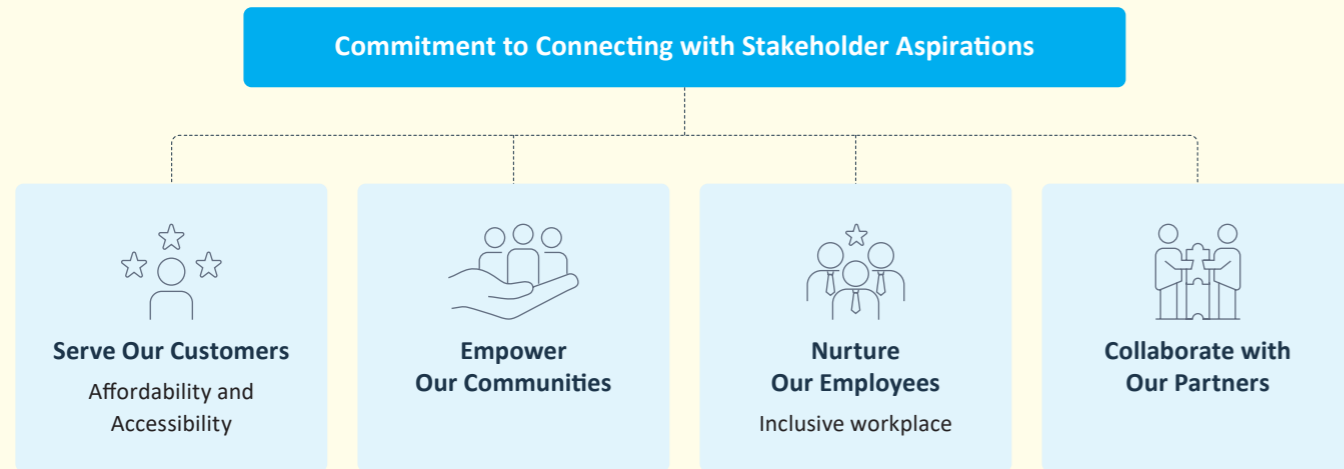 Commitment to Connecting with Stakeholder Aspirations
Serve Our Customers
Affordability and
Accessibility
Empower
Our Communities
Nurture
Our Employees
Inclusive workplace
Collaborate with
Our Partners